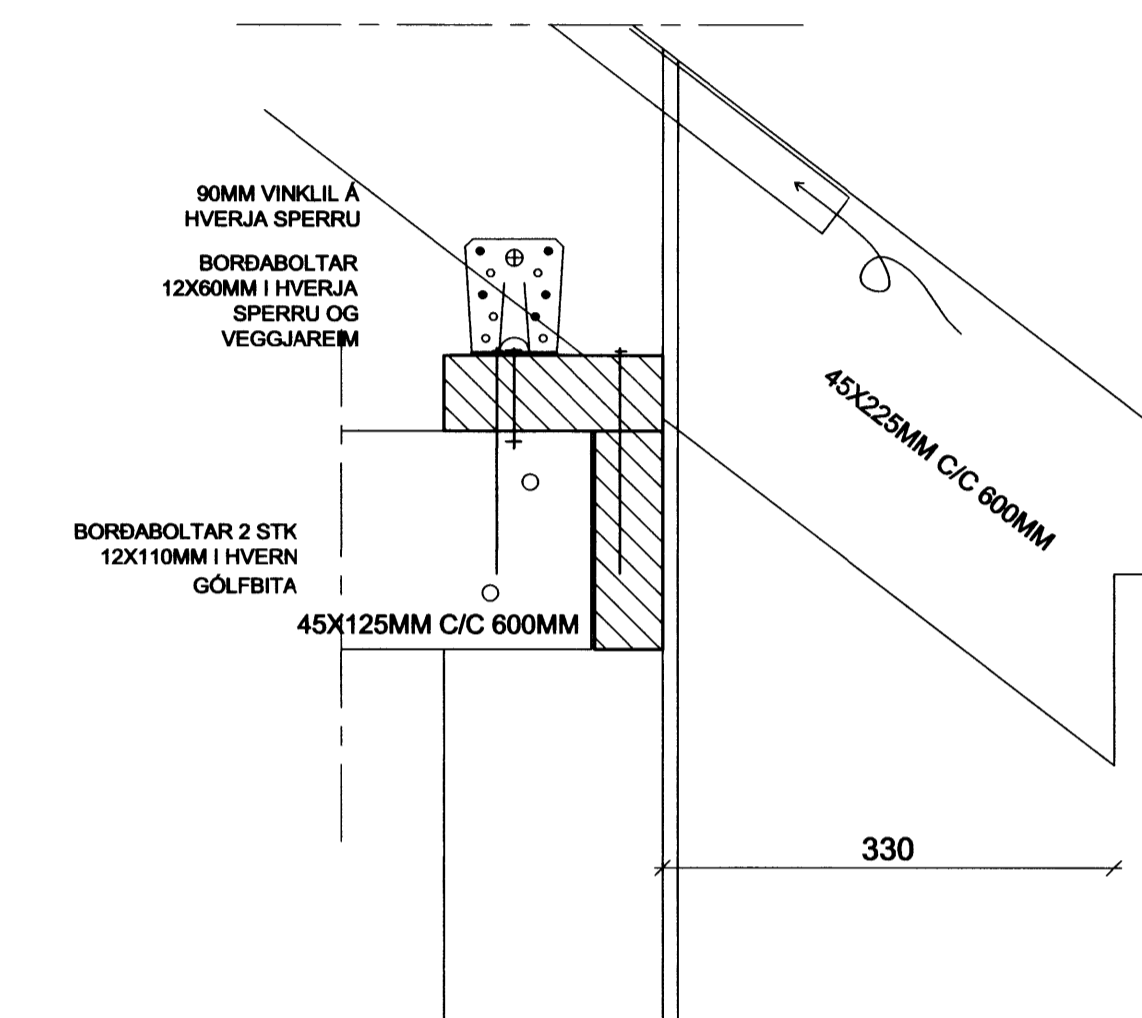 90MM VINKLIL Á
HVERJA SPERRU
BORÐABOLTAR
12X60MM I HVERJA
SPERRU OG
VEGGJAREIM
45X225MM C/C 600MM
BORÐABOLTAR 2 STK
12X110MM I HVERN
GÓLFBITA
45X125MM C/C 600MM
330